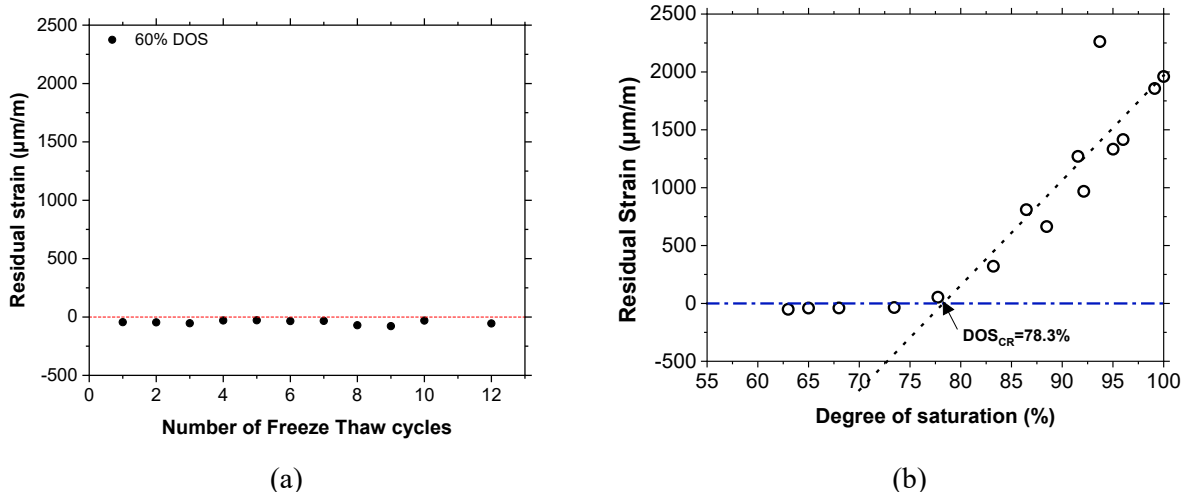 2500
2000
1500
1000
500
0
-500
60% DOS
0 2 4 6 8 10 12
Residual strain (µm/m)
Number of Freeze Thaw cycles
(a)
2500
2000
1500
1000
500
0
-500
DOSCR=78.3%
55 60 65 70 75 80 85 90 95 100
Residual Strain (µm/m)
Degree of saturation (%)
(b)